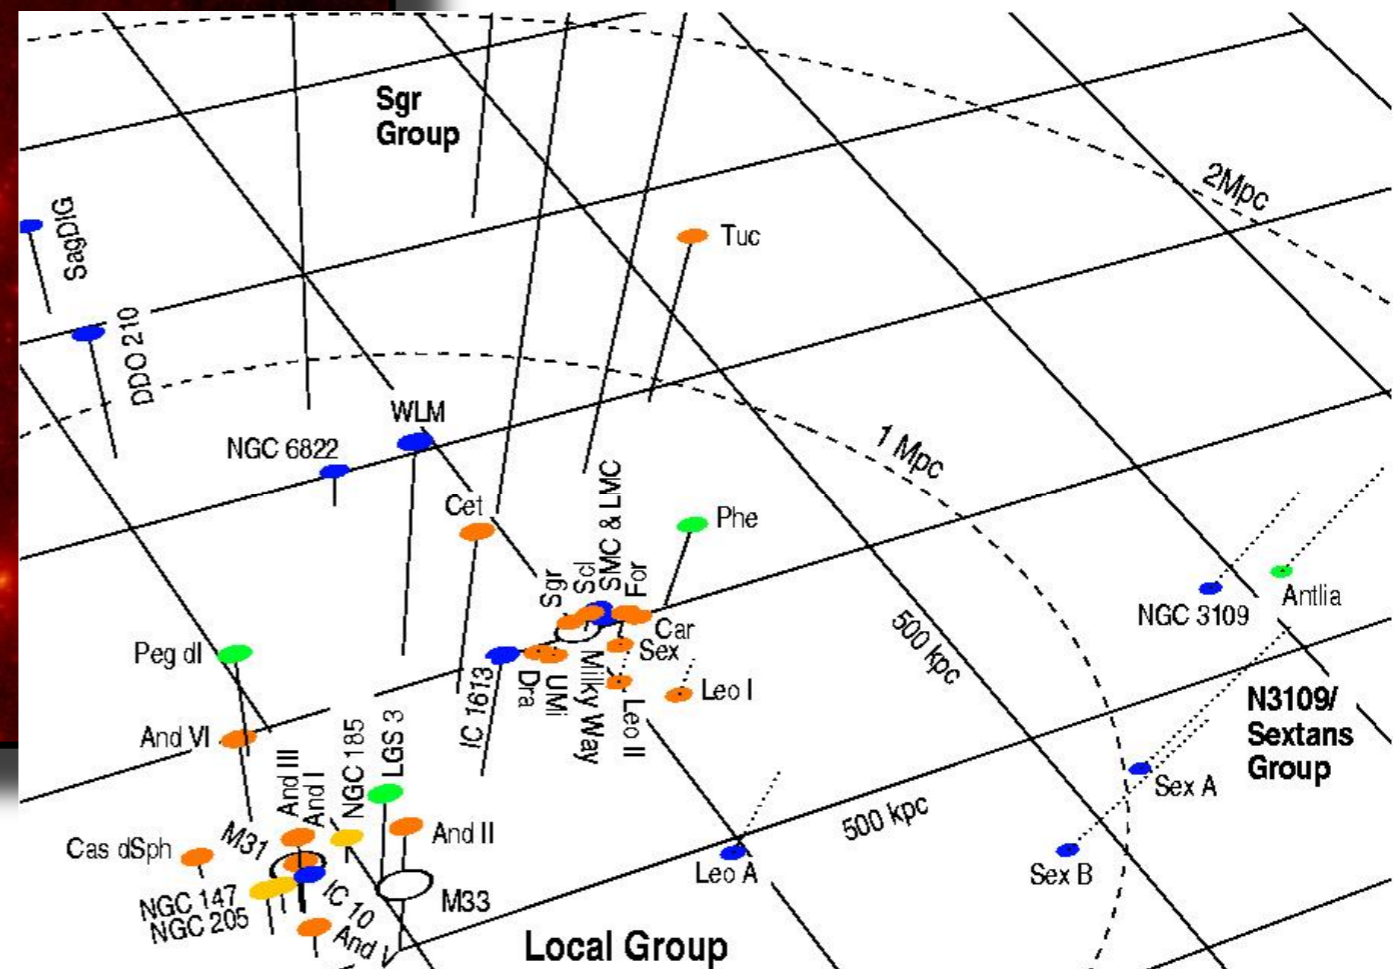 Sgr
Group
2Mpc
SagDIG
Tuc
DDO 210
WLM
NGC 6822
1 Mpc
Cet
SMC & LMC
Phe
Sgr
Scl
For
Antlia
NGC 3109
Car
Sex
500 kpc
Peg dI
IC 1613
Dra
UMi
Milky Way
Leo II
Leo I
N3109/
Sextans
Group
And VI
And III
And I
NGC 185
LGS 3
Sex A
500 kpc
And II
M31
Cas dSph
Leo A
Sex B
NGC 147
NGC 205
IC 10
M33
And V
Local Group